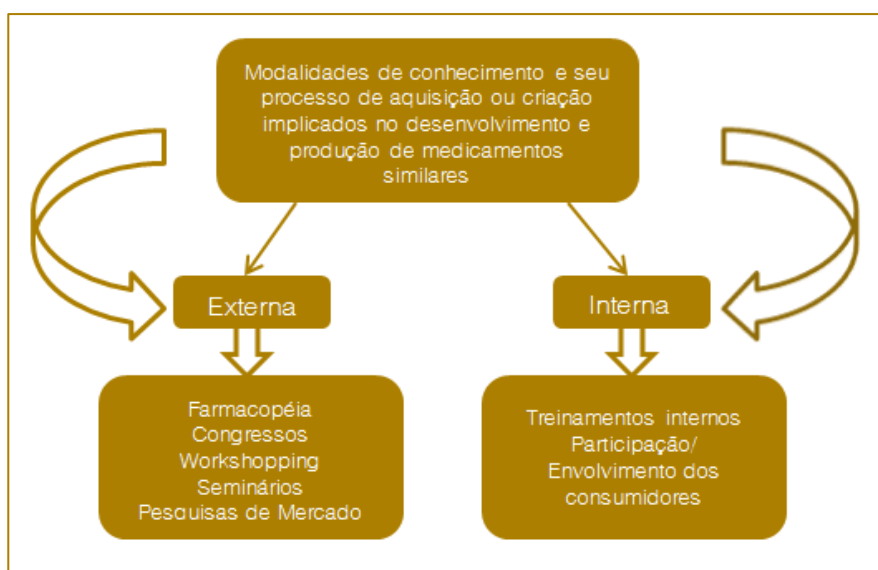 Modalidades de conhecimento e seu
processo de aquisição ou criação
implicados no desenvolvimento e
produção de medicamentos
similares
Externa
Interna
Farmacopéia
Congressos
Workshopping
Seminários
Pesquisas de Mercado
Treinamentos internos
Participação/
Envolvimento dos
consumidores